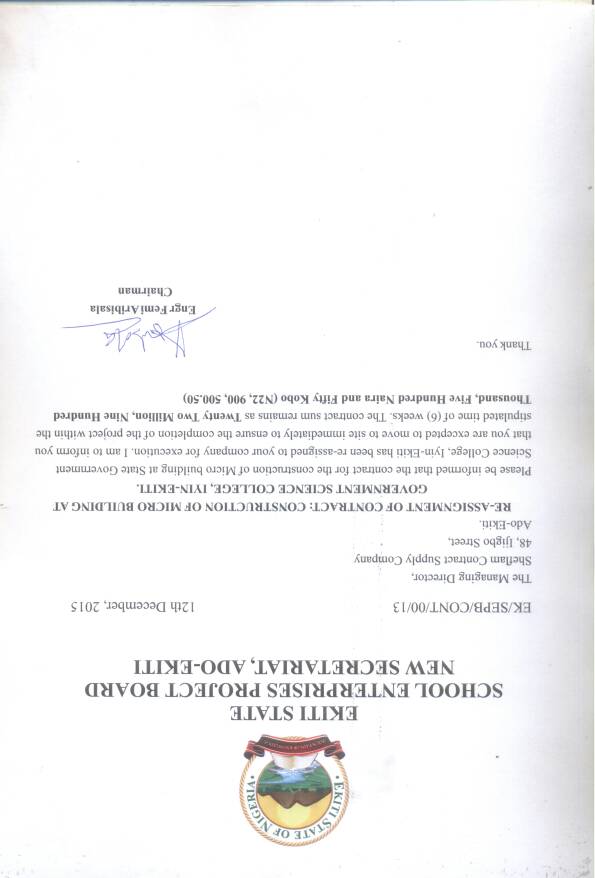 EKITI STATE OF NIGERIA
EKITI STATE
SCHOOL ENTERPRISES PROJECT BOARD
NEW SECRETARIAT, ADO-EKITI
EK/SEPB/CONT/00/13 12th December, 2015
The Managing Director,
Sheflam Contract Supply Company
48, Ijigbo Street,
Ado-Ekiti.
RE-ASSIGNMENT OF CONTRACT: CONSTRUCTION OF MICRO BUILDING AT
GOVERNMENT SCIENCE COLLEGE, IYIN-EKITI.
Please be informed that the contract for the construction of Micro building at State Government
Science College, Iyin-Ekiti has been re-assigned to your company for execution. I am to inform you
that you are excepted to move to site immediately to ensure the completion of the project within the
stipulated time of (6) weeks. The contract sum remains as Twenty Two Million, Nine Hundred
Thousand, Five Hundred Naira and Fifty Kobo (N22, 900, 500.50)
Thank you.
Engr Femi Aribisala
Chairman